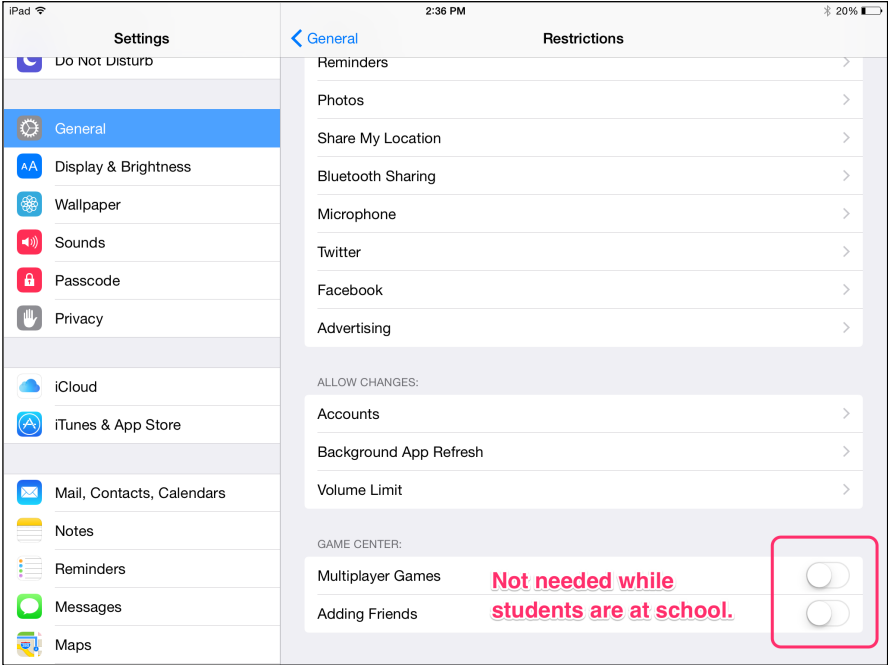 iPad
2:36 PM
20%
Settings
General
Restrictions
Do Not Disturb
General
AA
Display & Brightness
Wallpaper
Sounds
Passcode
Privacy
iCloud
iTunes & App Store
Mail, Contacts, Calendars
Notes
Reminders
Messages
Maps
Reminders
Photos
Share My Location
Bluetooth Sharing
Microphone
Twitter
Facebook
Advertising
ALLOW CHANGES:
Accounts
Background App Refresh
Volume Limit
GAME CENTER:
Multiplayer Games
Adding Friends
Not needed while
students are at school.